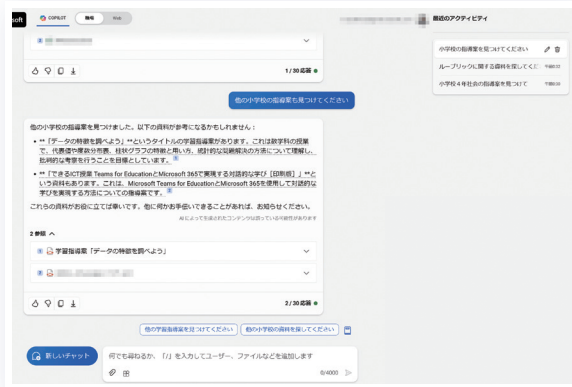 soft
COPILOT
職場
Web
最近のアクティビティ
2
小学校の指導案を見つけてください
ルーブリックに関する資料を探してくだ
小学校４年社会の指導案を見つけて
1 / 30 応答
他の小学校の指導案も見つけてください
他の小学校の指導案を見つけました。以下の資料が参考になるかもしれません：
• **「データの特徴を調べよう」**というタイトルの学習指導案があります。これは数学科の授業
で、代表値や度数分布表、柱状グラフの特徴と用い方、統計的な問題解決の方法について理解し、
批判的な考察を行うことを目標としています。 1
• **「できるICT授業 Teams for EducationとMicrosoft 365で実現する対話的な学び【印刷版】」**と
いう資料もあります。これは、Microsoft Teams for EducationとMicrosoft 365を使用して対話的な
学びを実現する方法についての指導案です。 2
これらの資料がお役に立てば幸いです。他に何かお手伝いできることがあれば、お知らせください。
AI によって生成されたコンテンツは誤っている可能性があります
2 参照
1 学習指導案「データの特徴を調べよう」
2
2 / 30 応答
他の学習指導案を見つけてください
他の小学校の資料を探してください
新しいチャット
何でも尋ねるか、「/」を入力してユーザー、ファイルなどを追加します
0/4000